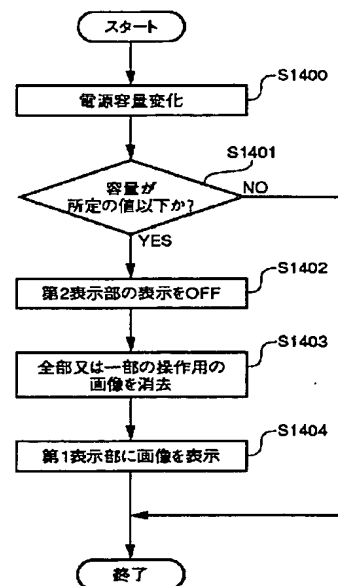 スタート
S1400
電源容量変化
S1401
容量が
所定の値以下か?
NO
YES
S1402
第2表示部の表示をOFF
S1403
全部又は一部の操作用の
画像を消去
S1404
第1表示部に画像を表示
終了